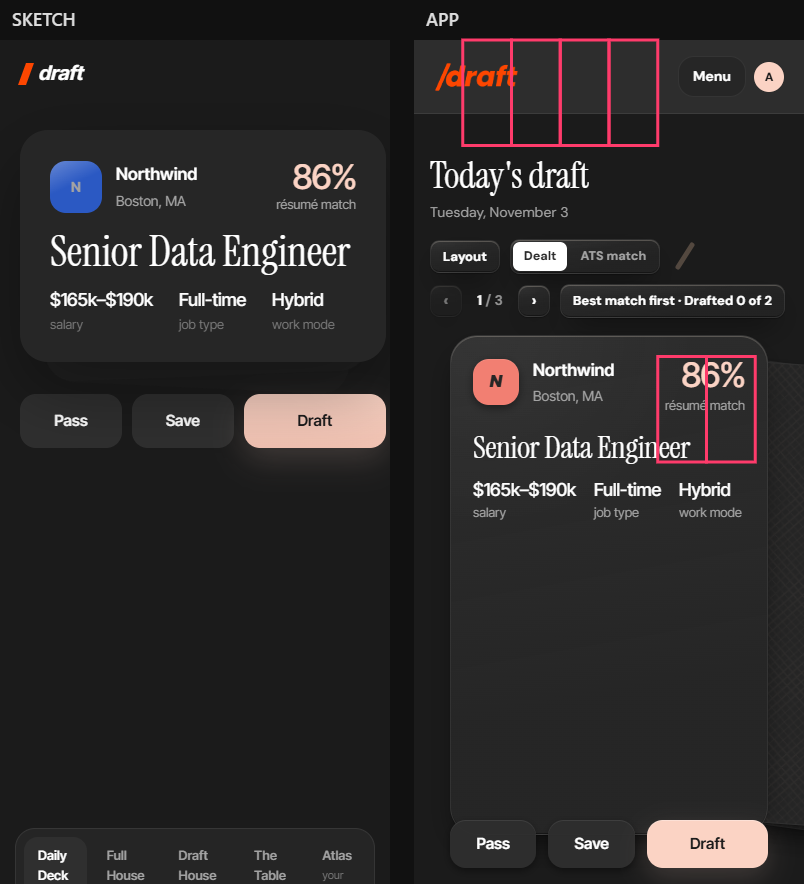 SKETCH
draft
N
Northwind
Boston, MA
86%
résumé match
Senior Data Engineer
$165k–$190k
Full-time
Hybrid
salary
job type
work mode
Pass
Save
Draft
Daily
Deck
Full
House
Draft
House
The
Table
Atlas
your
APP
/draft
Menu
A
Today's draft
Tuesday, November 3
Layout
Dealt
ATS match
‹
1 / 3
›
Best match first · Drafted 0 of 2
N
Northwind
Boston, MA
86%
résumé match
Senior Data Engineer
$165k–$190k
Full-time
Hybrid
salary
job type
work mode
Pass
Save
Draft